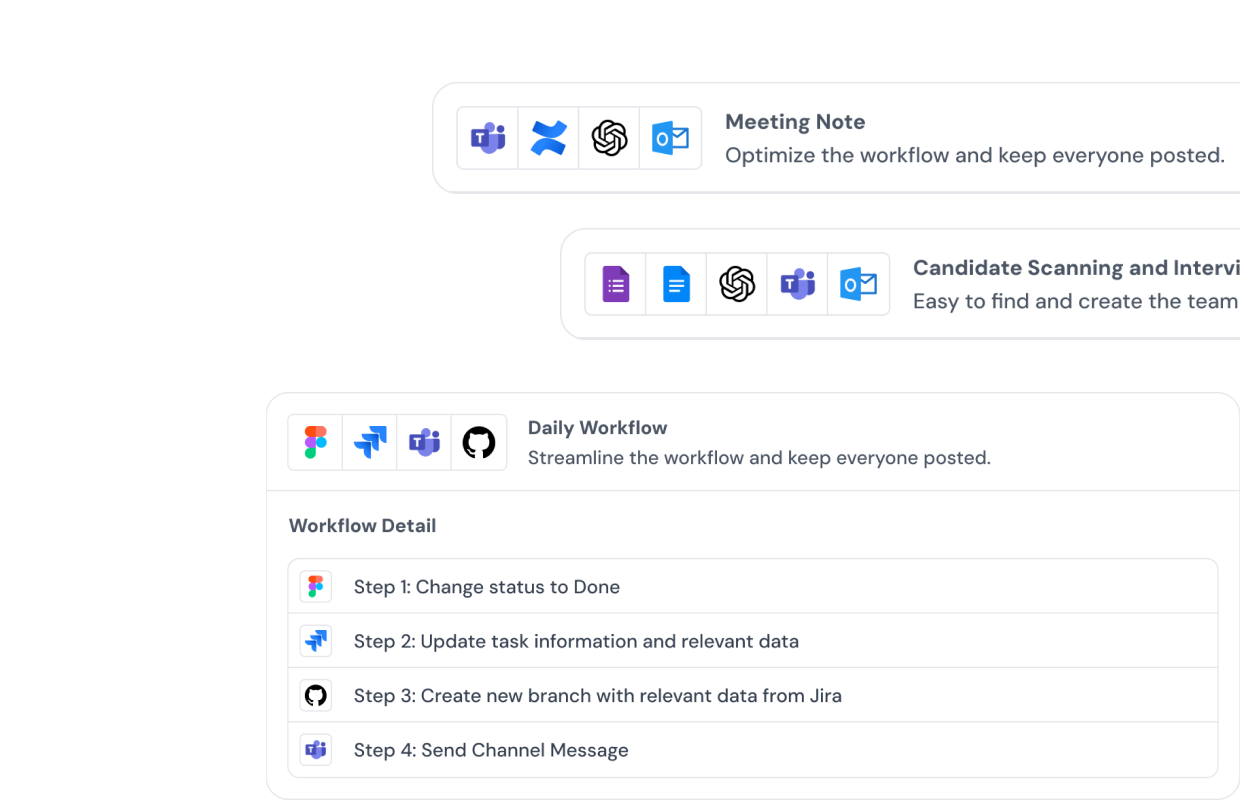 Meeting Note
Optimize the workflow and keep everyone posted.
Candidate Scanning and
Easy to find and create the team
Daily Workflow
Streamline the workflow and keep everyone posted.
Workflow Detail
Step 1: Change status to Done
Step 2: Update task information and relevant data
Step 3: Create new branch with relevant data from Jira
Step 4: Send Channel Message